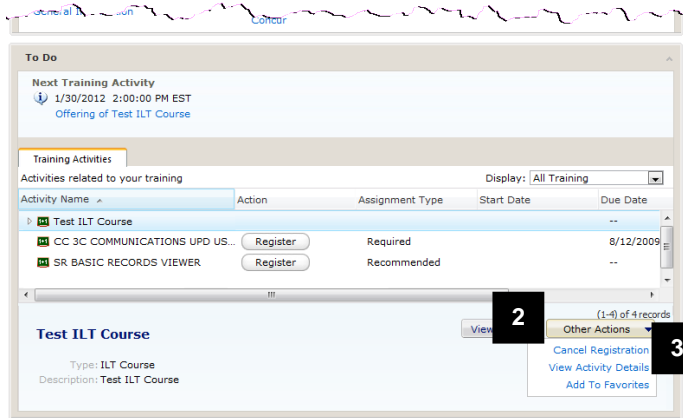 Concur
To Do
Next Training Activity
1/30/2012 2:00:00 PM EST
Offering of Test ILT Course
Training Activities
Activities related to your training Display: All Training
Activity Name Action Assignment Type Start Date Due Date
Test ILT Course --
CC 3C COMMUNICATIONS UPD US... Register Required 8/12/2009
SR BASIC RECORDS VIEWER Register Recommended --
(1-4) of 4 records
Test ILT Course View 2 Other Actions
Cancel Registration 3
Type: ILT Course View Activity Details
Description: Test ILT Course Add To Favorites